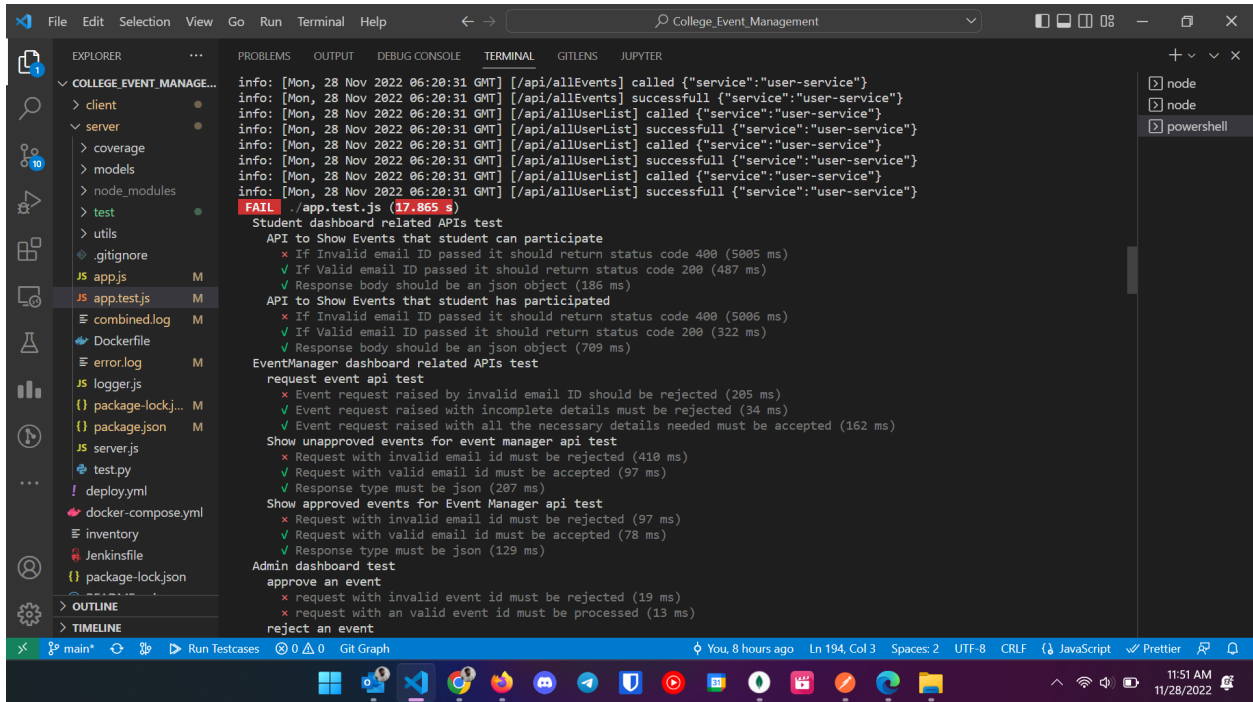 File Edit Selection View Go Run Terminal Help
College_Event_Management
EXPLORER
COLLEGE_EVENT_MANAGE...
client
server
coverage
models
node_modules
test
utils
.gitignore
JS app.js M
JS app.test.js M
combined.log M
Dockerfile
error.log M
JS logger.js
{} package-lock.j... M
{} package.json M
JS server.js
test.py
! deploy.yml
docker-compose.yml
inventory
Jenkinsfile
{} package-lock.json
OUTLINE
TIMELINE
1
10
PROBLEMS OUTPUT DEBUG CONSOLE TERMINAL GITLENS JUPYTER
info: [Mon, 28 Nov 2022 06:20:31 GMT] [/api/allEvents] called {"service":"user-service"}
info: [Mon, 28 Nov 2022 06:20:31 GMT] [/api/allEvents] successfull {"service":"user-service"}
info: [Mon, 28 Nov 2022 06:20:31 GMT] [/api/allUserList] called {"service":"user-service"}
info: [Mon, 28 Nov 2022 06:20:31 GMT] [/api/allUserList] successfull {"service":"user-service"}
info: [Mon, 28 Nov 2022 06:20:31 GMT] [/api/allUserList] called {"service":"user-service"}
info: [Mon, 28 Nov 2022 06:20:31 GMT] [/api/allUserList] successfull {"service":"user-service"}
info: [Mon, 28 Nov 2022 06:20:31 GMT] [/api/allUserList] called {"service":"user-service"}
info: [Mon, 28 Nov 2022 06:20:31 GMT] [/api/allUserList] successfull {"service":"user-service"}
FAIL ./app.test.js (17.865 s)
Student dashboard related APIs test
API to Show Events that student can participate
× If Invalid email ID passed it should return status code 400 (5005 ms)
√ If Valid email ID passed it should return status code 200 (487 ms)
√ Response body should be an json object (186 ms)
API to Show Events that student has participated
× If Invalid email ID passed it should return status code 400 (5006 ms)
√ If Valid email ID passed it should return status code 200 (322 ms)
√ Response body should be an json object (709 ms)
EventManager dashboard related APIs test
request event api test
× Event request raised by invalid email ID should be rejected (205 ms)
√ Event request raised with incomplete details must be rejected (34 ms)
√ Event request raised with all the necessary details needed must be accepted (162 ms)
Show unapproved events for event manager api test
× Request with invalid email id must be rejected (410 ms)
√ Request with valid email id must be accepted (97 ms)
√ Response type must be json (207 ms)
Show approved events for Event Manager api test
× Request with invalid email id must be rejected (97 ms)
√ Request with valid email id must be accepted (78 ms)
√ Response type must be json (129 ms)
Admin dashboard test
approve an event
× request with invalid event id must be rejected (19 ms)
× request with an valid event id must be processed (13 ms)
reject an event
node
node
powershell
main* Run Testcases 0 0 Git Graph You, 8 hours ago Ln 194, Col 3 Spaces: 2 UTF-8 CRLF JavaScript Prettier
31
11:51 AM
11/28/2022